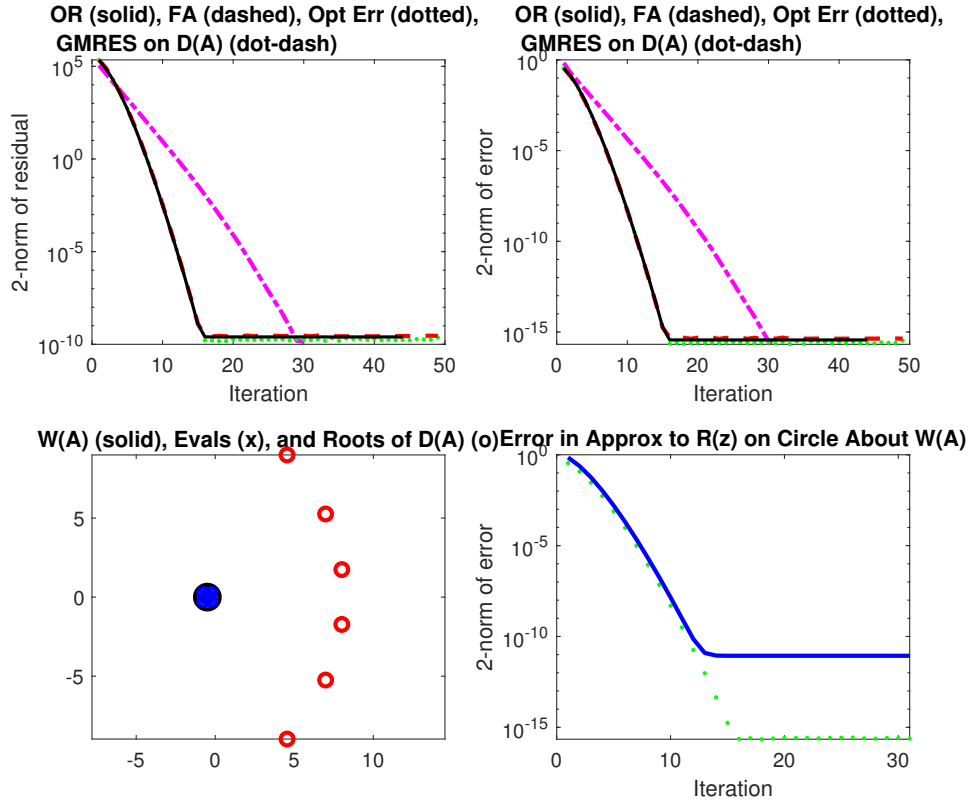 OR (solid), FA (dashed), Opt Err (dotted),
GMRES on D(A) (dot-dash)
2-norm of residual
10^5
10^0
10^-5
10^-10
0 10 20 30 40 50
Iteration
OR (solid), FA (dashed), Opt Err (dotted),
GMRES on D(A) (dot-dash)
2-norm of error
10^0
10^-5
10^-10
10^-15
0 10 20 30 40 50
Iteration
W(A) (solid), Evals (x), and Roots of D(A) (o)
5
0
-5
-5 0 5 10
Error in Approx to R(z) on Circle About W(A)
2-norm of error
10^0
10^-5
10^-10
10^-15
0 10 20 30
Iteration